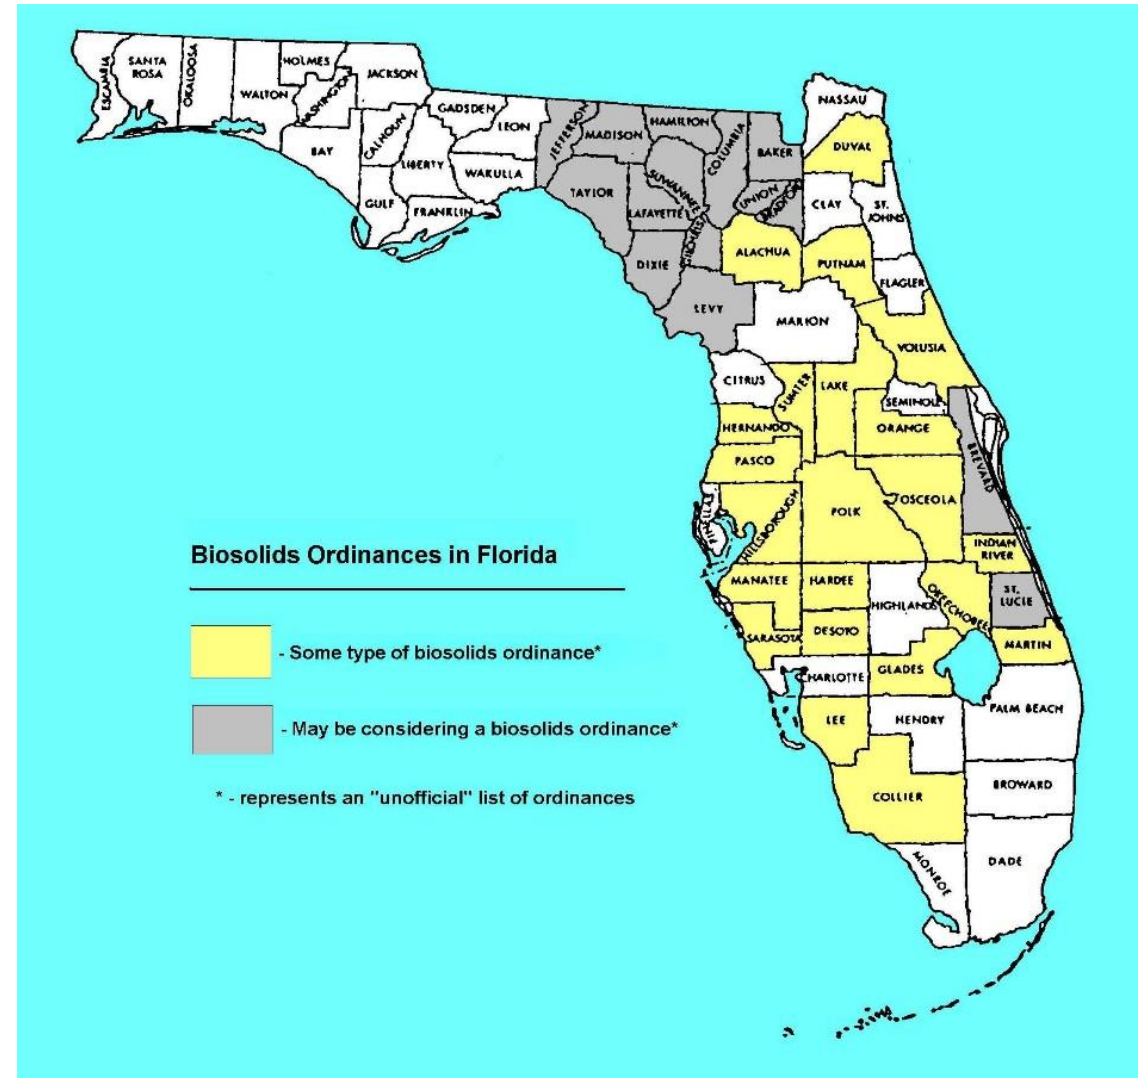 ESCAMBIA
SANTA
ROSA
OKALOOSA
WALTON
HOLMES
WASHINGTON
JACKSON
BAY
CALHOUN
GULF
LIBERTY
GADSDEN
LEON
WAKULLA
FRANKLIN
JEFFERSON
MADISON
TAYLOR
HAMILTON
SUWANNEE
LAFAYETTE
DIXIE
COLUMBIA
GILCHRIST
LEVY
BAKER
UNION
BRADFORD
NASSAU
DUVAL
CLAY
ST.
JOHNS
ALACHUA
PUTNAM
FLAGLER
MARION
VOLUSIA
CITRUS
SUMTER
LAKE
SEMINOLE
HERNANDO
ORANGE
PASCO
BREVARD
PINELLAS
HILLSBOROUGH
POLK
OSCEOLA
INDIAN
RIVER
MANATEE
HARDEE
HIGHLANDS
OKEECHOBEE
ST.
LUCIE
SARASOTA
DESOTO
MARTIN
CHARLOTTE
GLADES
LEE
HENDRY
PALM BEACH
COLLIER
BROWARD
MONROE
DADE
Biosolids Ordinances in Florida
- Some type of biosolids ordinance*
- May be considering a biosolids ordinance*
* - represents an "unofficial" list of ordinances